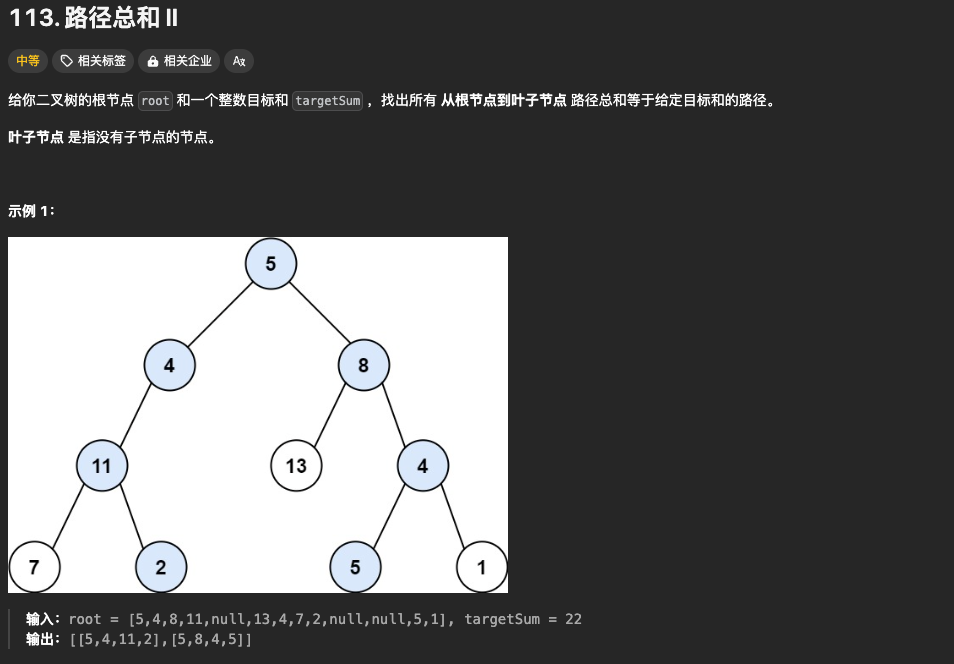 113. 路径总和 II
中等 相关标签 相关企业 Aｘ
给你二叉树的根节点 root 和一个整数目标和 targetSum ，找出所有 从根节点到叶子节点 路径总和等于给定目标和的路径。
叶子节点 是指没有子节点的节点。
示例 1：
5
4 8
11 13 4
7 2 5 1
输入：root = [5,4,8,11,null,13,4,7,2,null,null,5,1], targetSum = 22
输出：[[5,4,11,2],[5,8,4,5]]